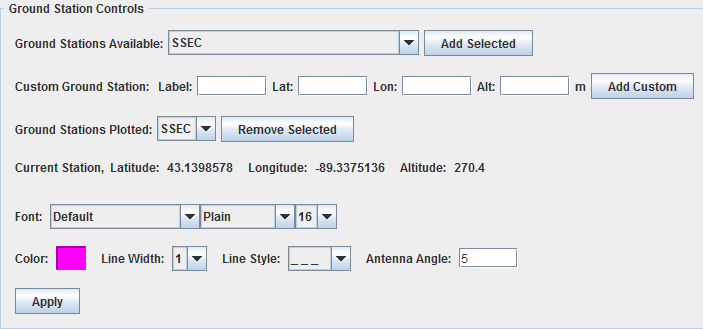 Ground Station Controls
Ground Stations Available: SSEC Add Selected
Custom Ground Station: Label: Lat: Lon: Alt: m Add Custom
Ground Stations Plotted: SSEC Remove Selected
Current Station, Latitude: 43.1398578 Longitude: -89.3375136 Altitude: 270.4
Font: Default Plain 16
Color: Line Width: 1 Line Style: _ _ _ Antenna Angle: 5
Apply